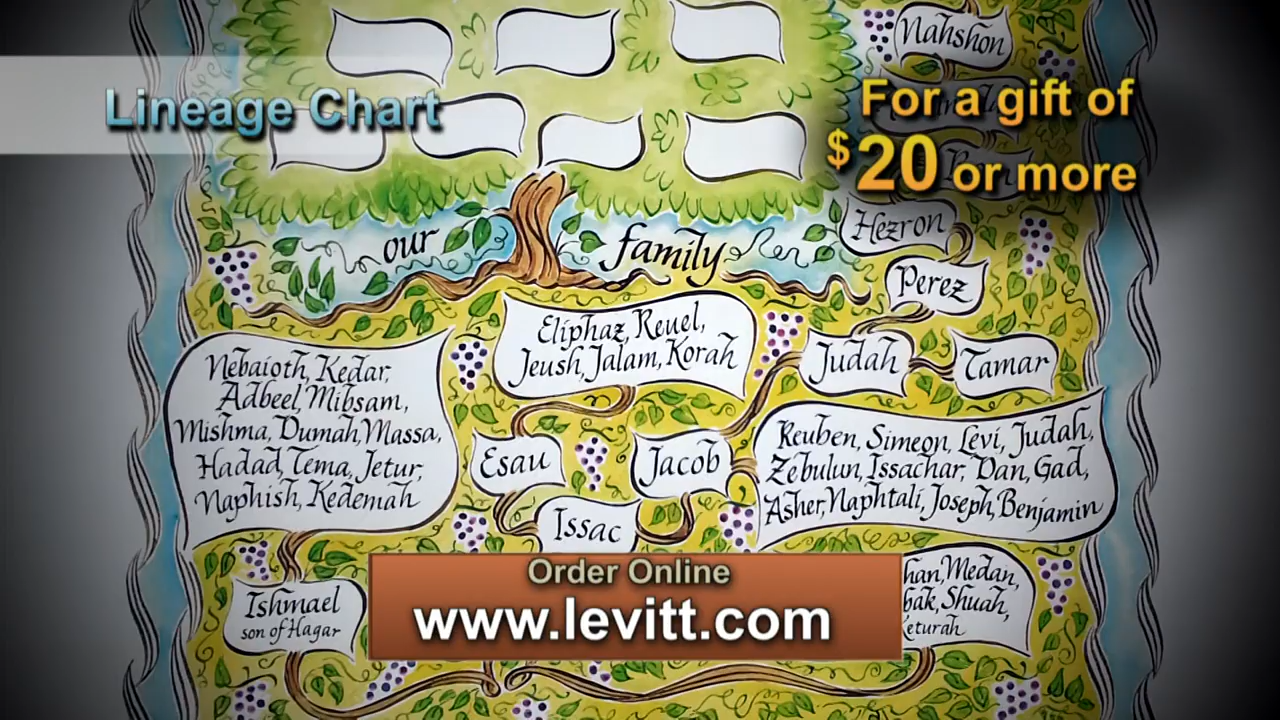 Lineage Chart
For a gift of
$20 or more
Nahshon
Hezron
Perez
our family
Eliphaz, Reuel,
Jeush, Jalam, Korah
Judah
Tamar
Nebaioth, Kedar,
Adbeel, Mibsam,
Mishma, Dumah, Massa,
Hadad, Tema, Jetur,
Naphish, Kedemah
Esau
Jacob
Reuben, Simeon, Levi, Judah,
Zebulun, Issachar, Dan, Gad,
Asher, Naphtali, Joseph, Benjamin
Issac
Ishmael
son of Hagar
Medan,
Shuah,
Order Online
www.levitt.com